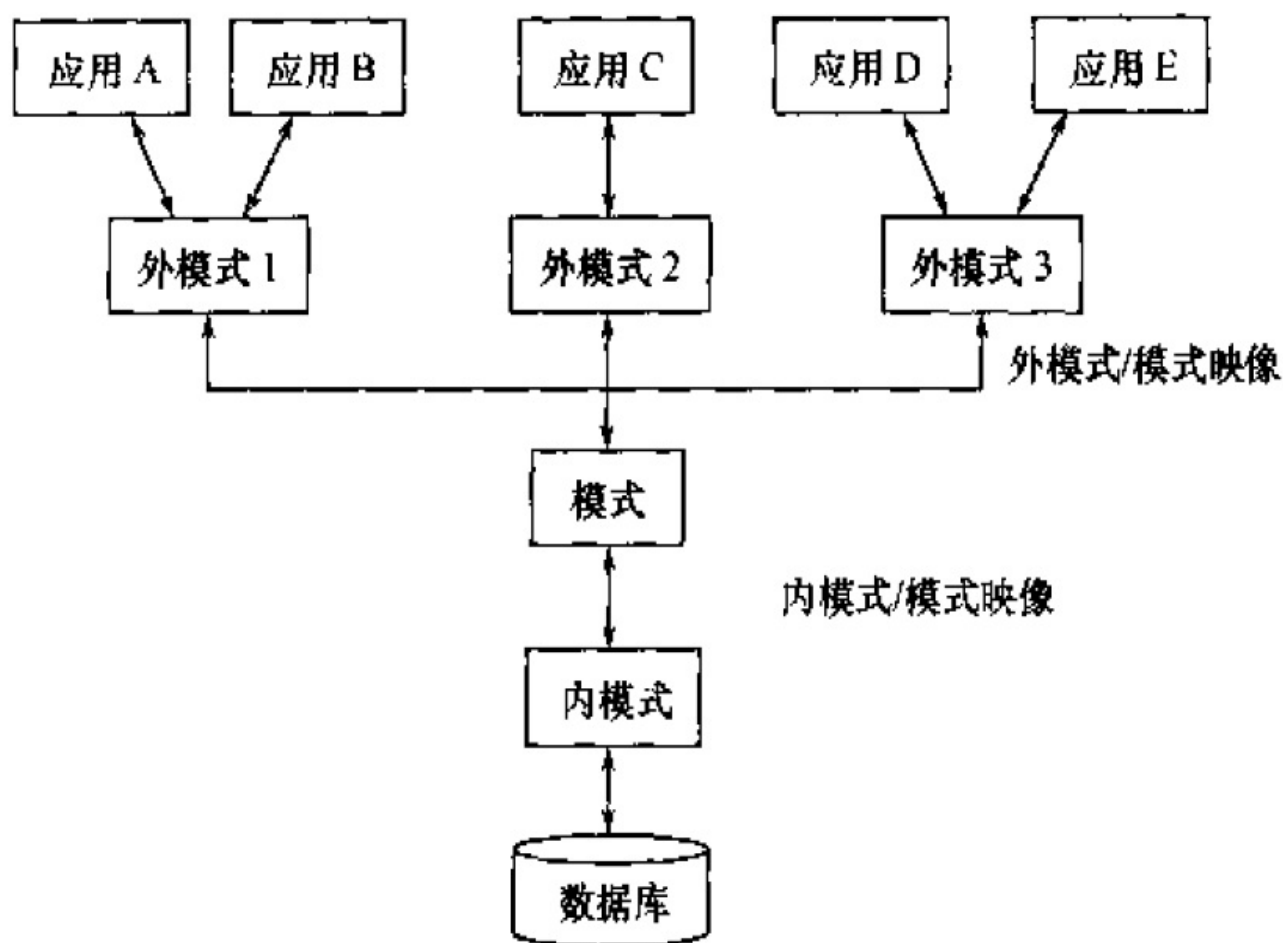 应用 A
应用 B
应用 C
应用 D
应用 E
外模式 1
外模式 2
外模式 3
外模式/模式映像
模式
内模式/模式映像
内模式
数据库